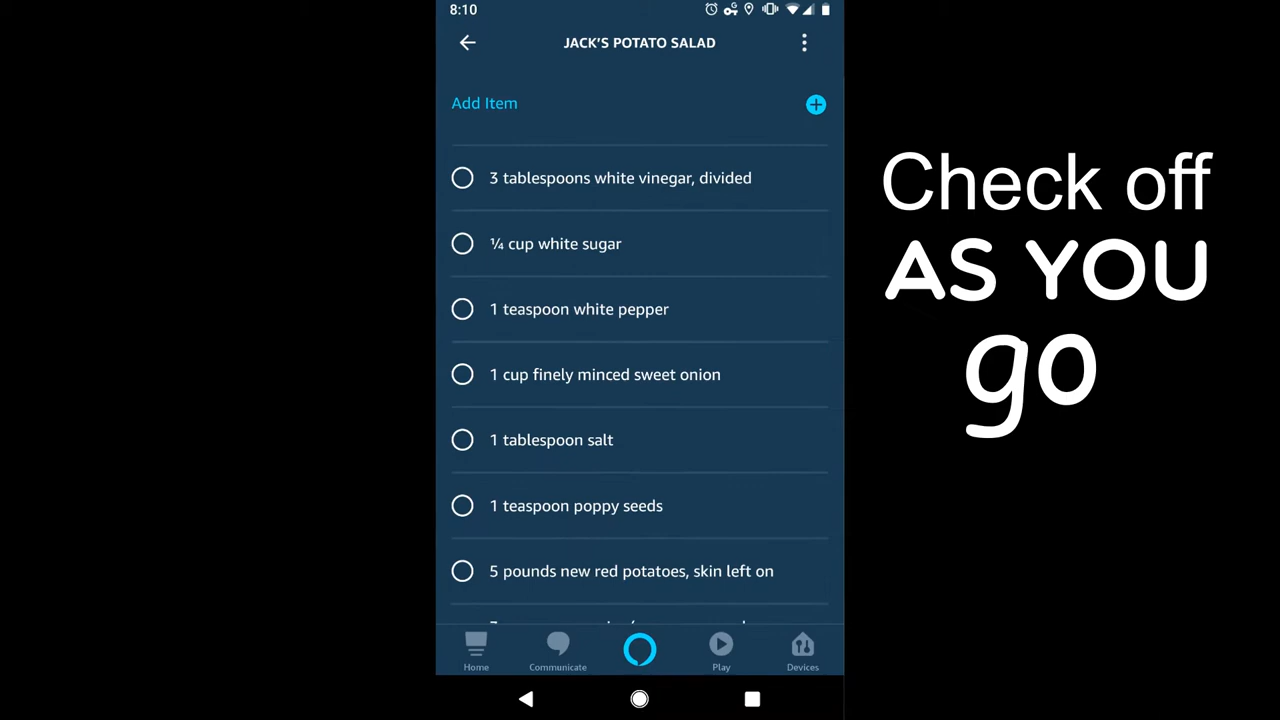 8:10
JACK'S POTATO SALAD
Add Item
3 tablespoons white vinegar, divided
¼ cup white sugar
1 teaspoon white pepper
1 cup finely minced sweet onion
1 tablespoon salt
1 teaspoon poppy seeds
5 pounds new red potatoes, skin left on
Home Communicate Play Devices
Check off
AS YOU
go